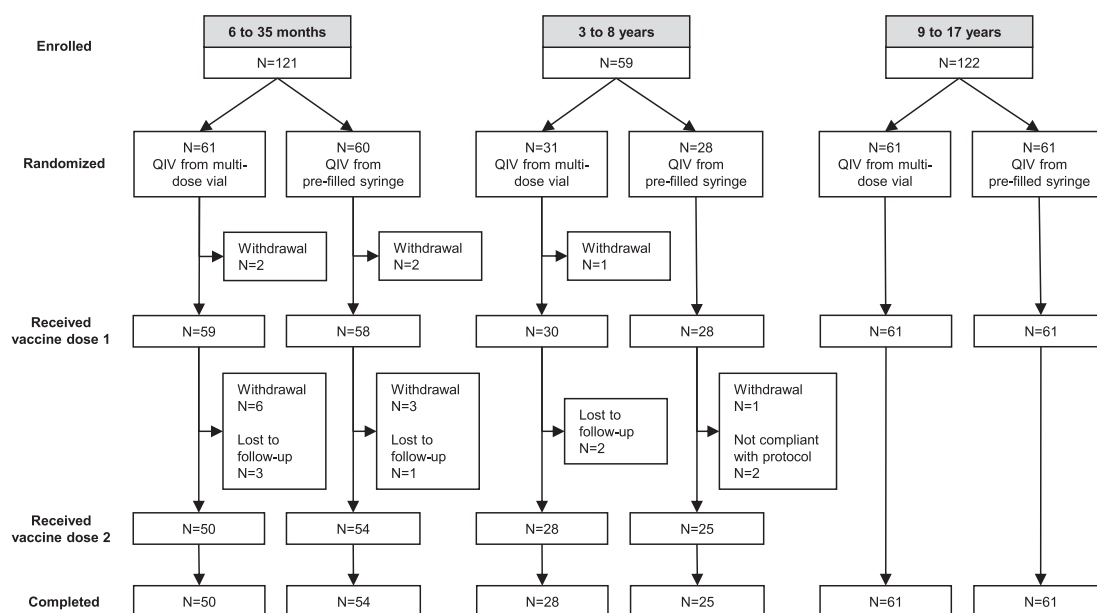 Enrolled
6 to 35 months
3 to 8 years
9 to 17 years
N=121
N=59
N=122
Randomized
N=61
QIV from multi-
dose vial
N=60
QIV from
pre-filled syringe
N=31
QIV from multi-
dose vial
N=28
QIV from
pre-filled syringe
N=61
QIV from multi-
dose vial
N=61
QIV from
pre-filled syringe
Withdrawal
N=2
Withdrawal
N=2
Withdrawal
N=1
Received
vaccine dose 1
N=59
N=58
N=30
N=28
N=61
N=61
Withdrawal
N=6
Lost to
follow-up
N=3
Withdrawal
N=3
Lost to
follow-up
N=1
Lost to
follow-up
N=2
Withdrawal
N=1
Not compliant
with protocol
N=2
Received
vaccine dose 2
N=50
N=54
N=28
N=25
Completed
N=50
N=54
N=28
N=25
N=61
N=61